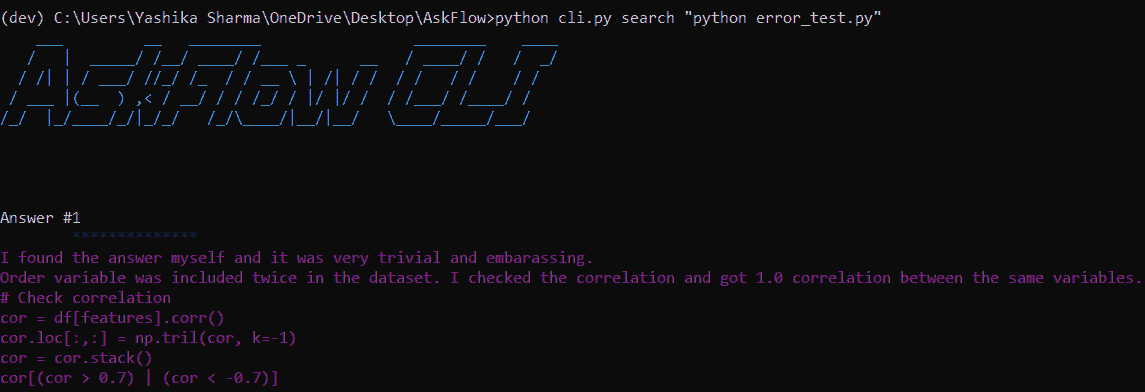 (dev) C:\Users\Yashika Sharma\OneDrive\Desktop\AskFlow>python cli.py search "python error_test.py"
AskFlow CLI
Answer #1
**************
I found the answer myself and it was very trivial and embarassing.
Order variable was included twice in the dataset. I checked the correlation and got 1.0 correlation between the same variables.
# Check correlation
cor = df[features].corr()
cor.loc[:,:] = np.tril(cor, k=-1)
cor = cor.stack()
cor[(cor > 0.7) | (cor < -0.7)]